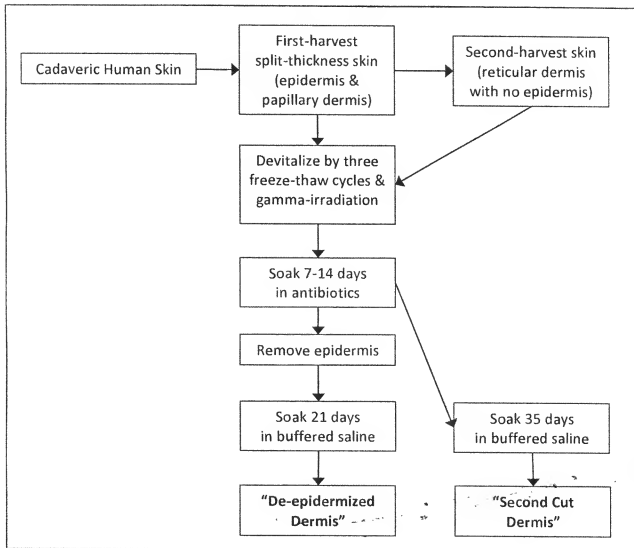 Cadaveric Human Skin
First-harvest
split-thickness skin
(epidermis &
papillary dermis)
Second-harvest skin
(reticular dermis
with no epidermis)
Devitalize by three
freeze-thaw cycles &
gamma-irradiation
Soak 7-14 days
in antibiotics
Remove epidermis
Soak 21 days
in buffered saline
Soak 35 days
in buffered saline
"De-epidermized
Dermis"
"Second Cut
Dermis"